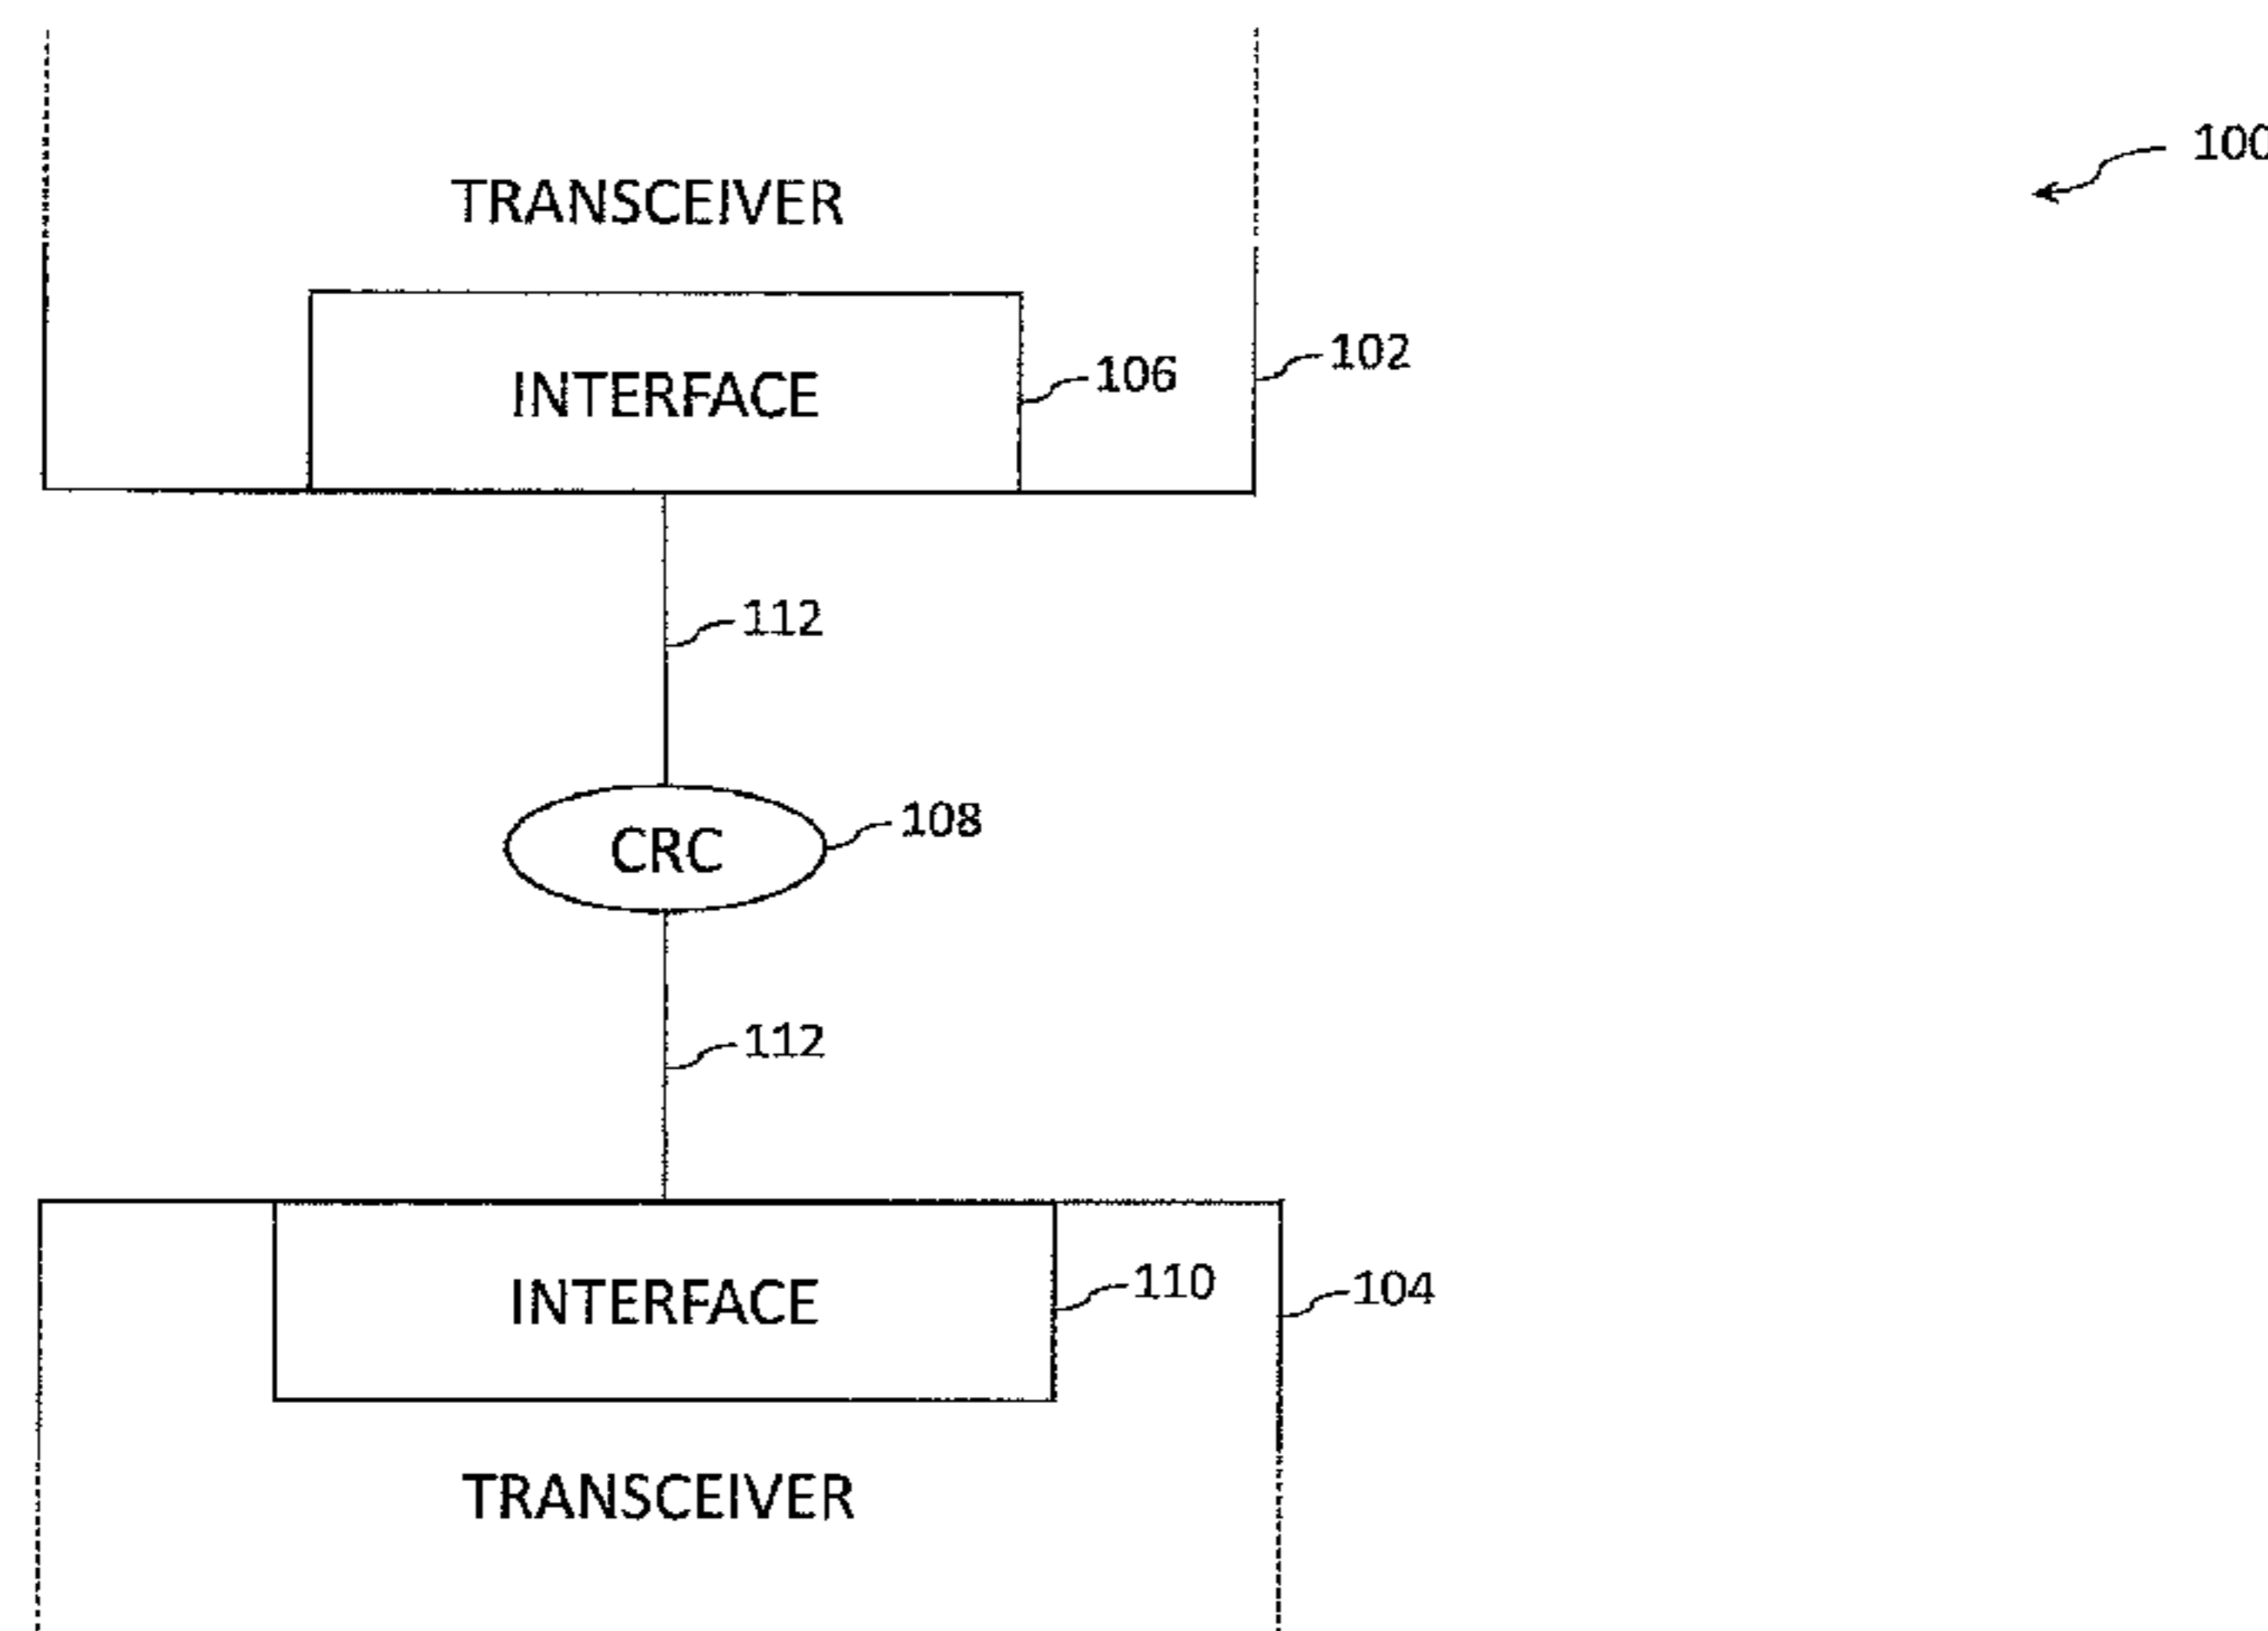 100
TRANSCEIVER
102
106
INTERFACE
112
108
CRC
112
110
104
INTERFACE
TRANSCEIVER